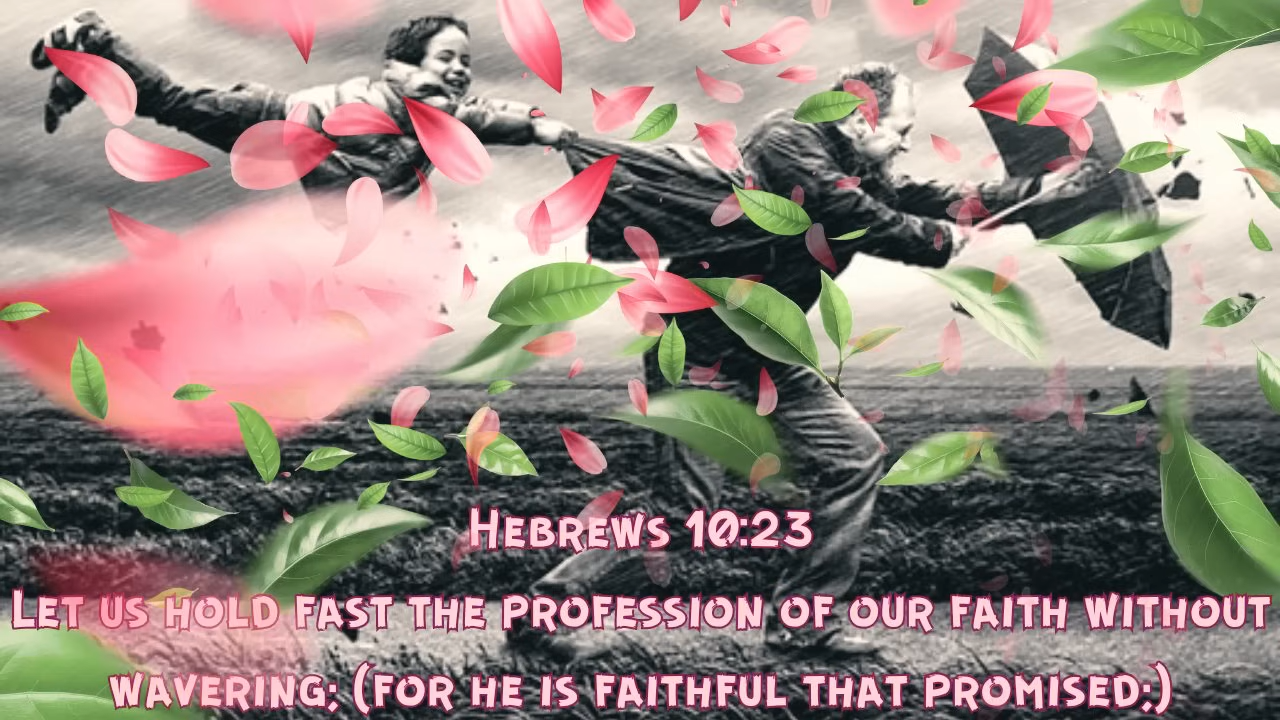 Hebrews 10:23
Let us hold fast the profession of our faith without
wavering; (for he is faithful that promised;)